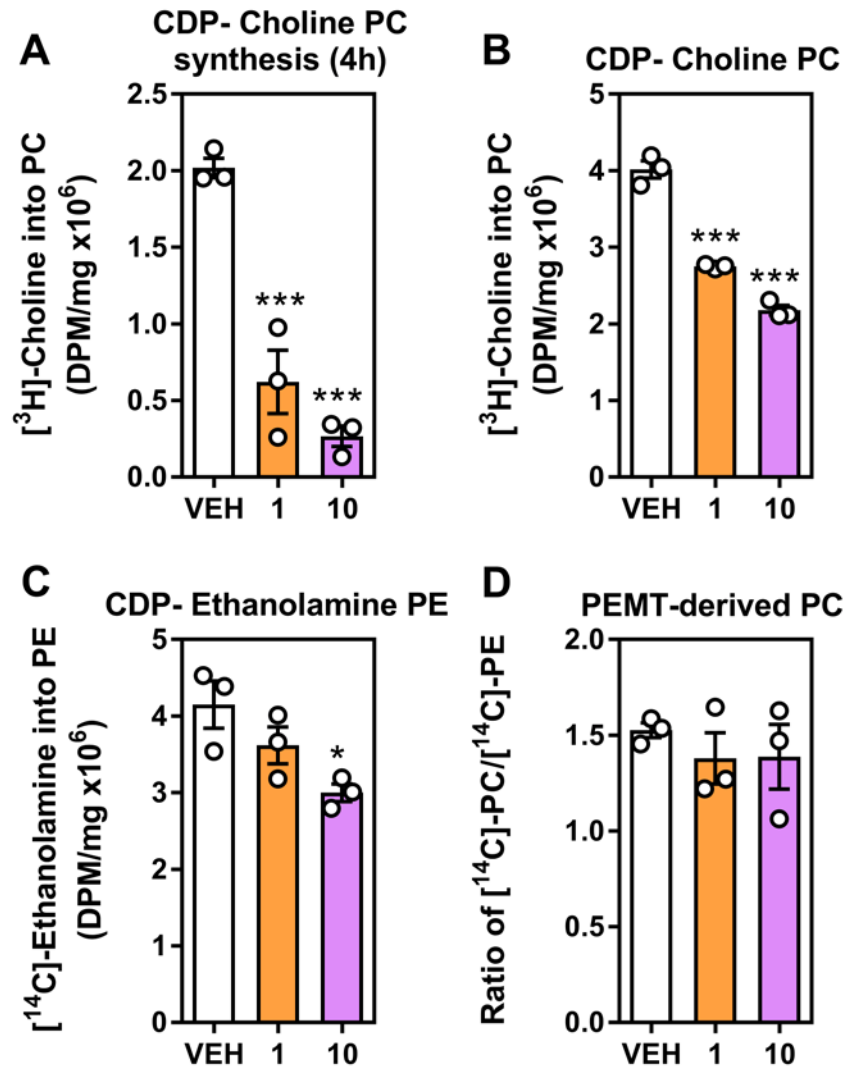 A
CDP- Choline PC
synthesis (4h)
[³H]-Choline into PC
(DPM/mg x10⁶)
2.5
2.0
1.5
1.0
0.5
0.0
***
***
VEH 1 10
B
CDP- Choline PC
[³H]-Choline into PC
(DPM/mg x10⁶)
5
4
3
2
1
0
***
***
VEH 1 10
C
CDP- Ethanolamine PE
[¹⁴C]-Ethanolamine into PE
(DPM/mg x10⁶)
5
4
3
2
1
0
*
VEH 1 10
D
PEMT-derived PC
Ratio of [¹⁴C]-PC/[¹⁴C]-PE
2.0
1.5
1.0
0.5
0.0
VEH 1 10